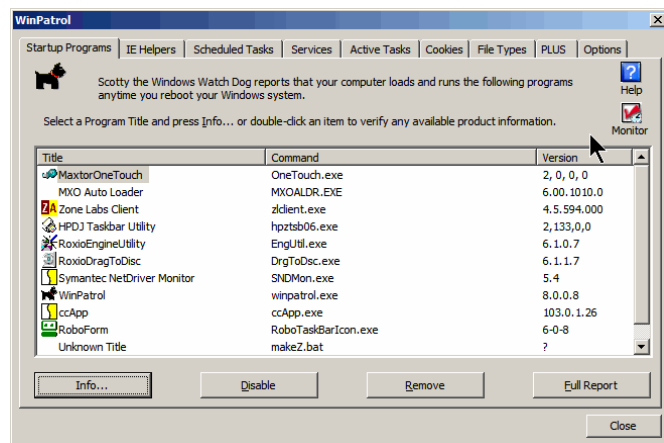 WinPatrol
Startup Programs IE Helpers Scheduled Tasks Services Active Tasks Cookies File Types PLUS Options
Scotty the Windows Watch Dog reports that your computer loads and runs the following programs
anytime you reboot your Windows system.
Help
Select a Program Title and press Info... or double-click an item to verify any available product information.
Monitor
Title Command Version
MaxtorOneTouch OneTouch.exe 2, 0, 0, 0
MXO Auto Loader MXOALDR.EXE 6.00.1010.0
ZA Zone Labs Client zlclient.exe 4.5.594.000
HPDJ Taskbar Utility hpztsb06.exe 2,133,0,0
RoxioEngineUtility EngUtil.exe 6.1.0.7
RoxioDragToDisc DrgToDsc.exe 6.1.1.7
Symantec NetDriver Monitor SNDMon.exe 5.4
WinPatrol winpatrol.exe 8.0.0.8
ccApp ccApp.exe 103.0.1.26
RoboForm RoboTaskBarIcon.exe 6-0-8
Unknown Title makeZ.bat ?
Info... Disable Remove Full Report
Close